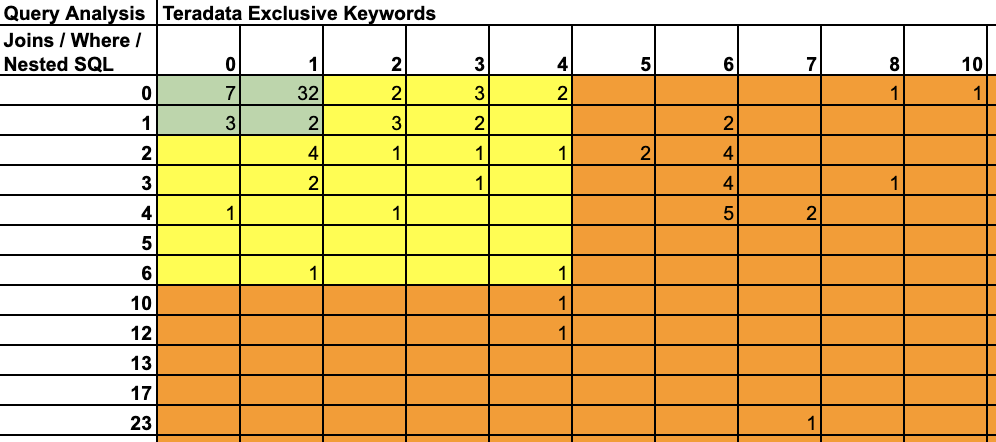 Query Analysis Teradata Exclusive Keywords
Joins / Where /
Nested SQL 0 1 2 3 4 5 6 7 8 10
0 7 32 2 3 2 1 1
1 3 2 3 2 2
2 4 1 1 1 2 4
3 2 1 4 1
4 1 1 5 2
5
6 1 1
10 1
12 1
13
17
23 1